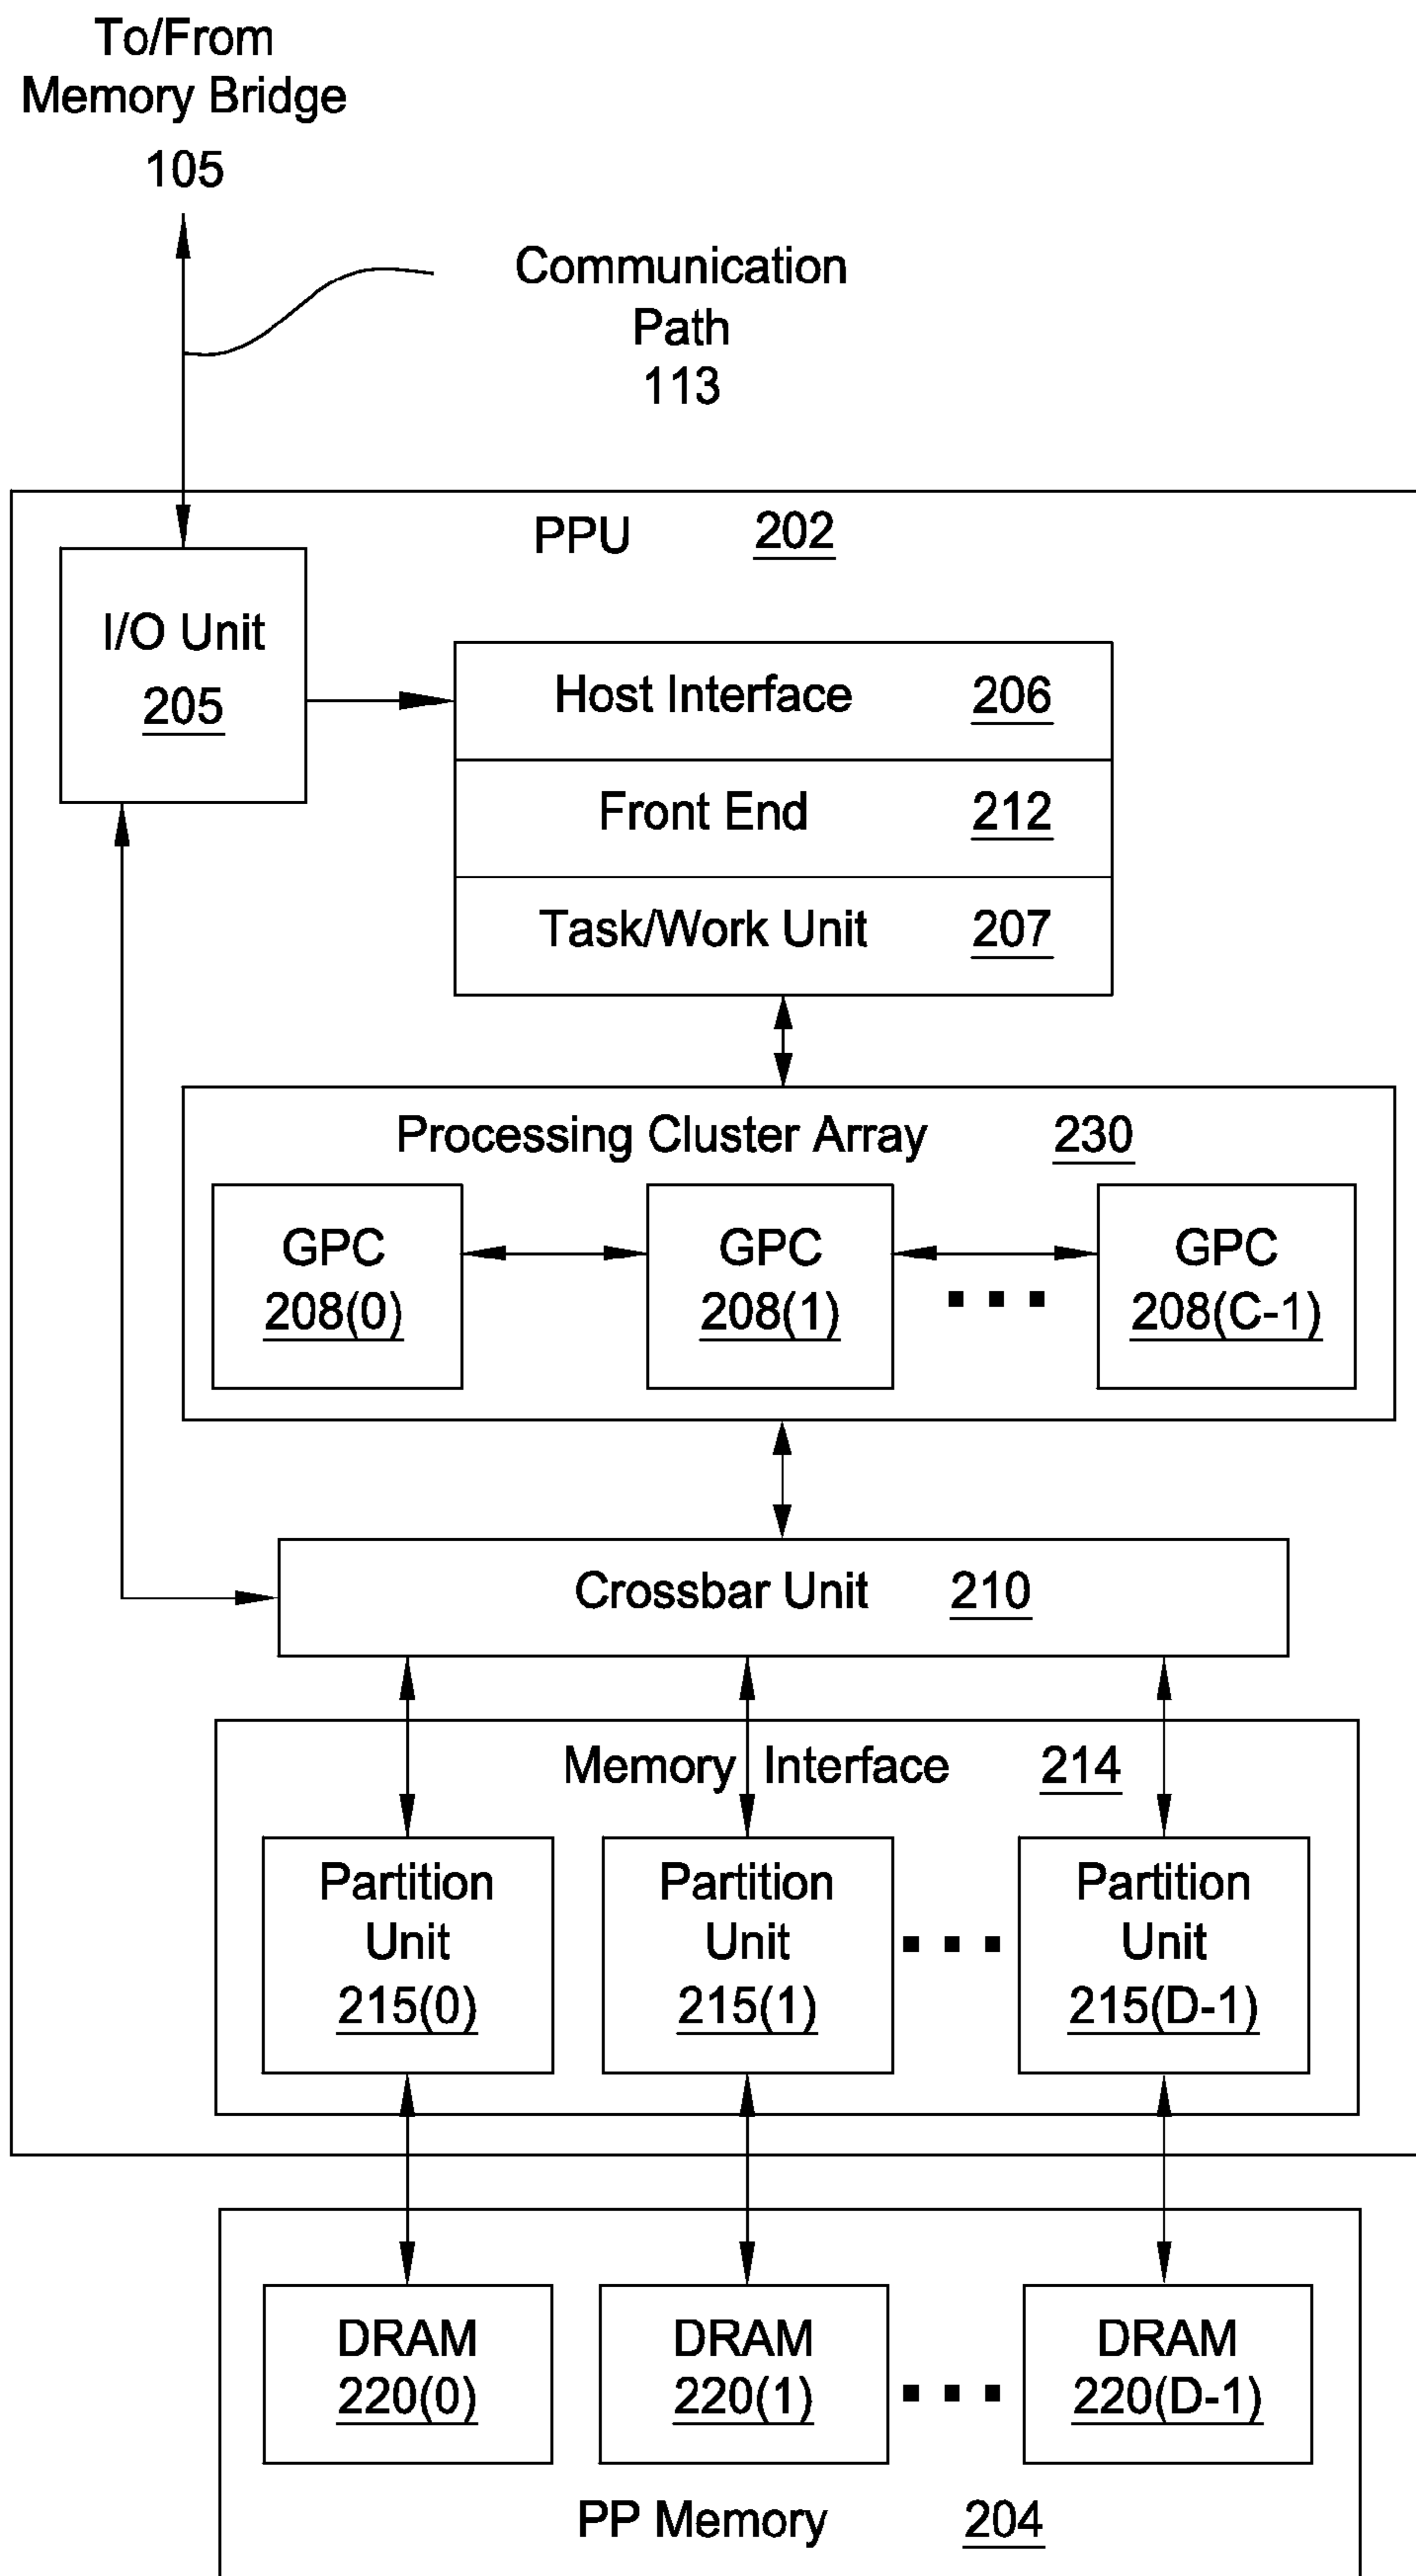 To/From
Memory Bridge
105
Communication
Path
113
PPU 202
I/O Unit
205
Host Interface 206
Front End 212
Task/Work Unit 207
Processing Cluster Array 230
GPC
208(0)
GPC
208(1)
GPC
208(C-1)
Crossbar Unit 210
Memory Interface 214
Partition
Unit
215(0)
Partition
Unit
215(1)
Partition
Unit
215(D-1)
DRAM
220(0)
DRAM
220(1)
DRAM
220(D-1)
PP Memory 204